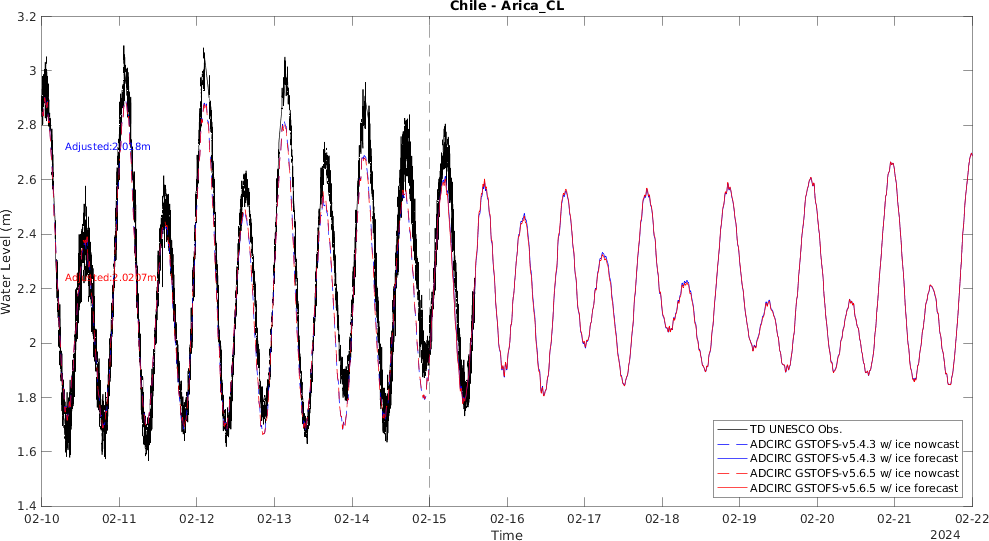 Chile - Arica_CL
3.2
3
2.8
2.6
2.4
2.2
2
1.8
1.6
1.4
Water Level (m)
Adjusted:2.018m
Adjusted:2.0207m
TD UNESCO Obs.
ADCIRC GSTOFS-v5.4.3 w/ ice nowcast
ADCIRC GSTOFS-v5.4.3 w/ ice forecast
ADCIRC GSTOFS-v5.6.5 w/ ice nowcast
ADCIRC GSTOFS-v5.6.5 w/ ice forecast
02-10 02-11 02-12 02-13 02-14 02-15 02-16 02-17 02-18 02-19 02-20 02-21 02-22
Time
2024